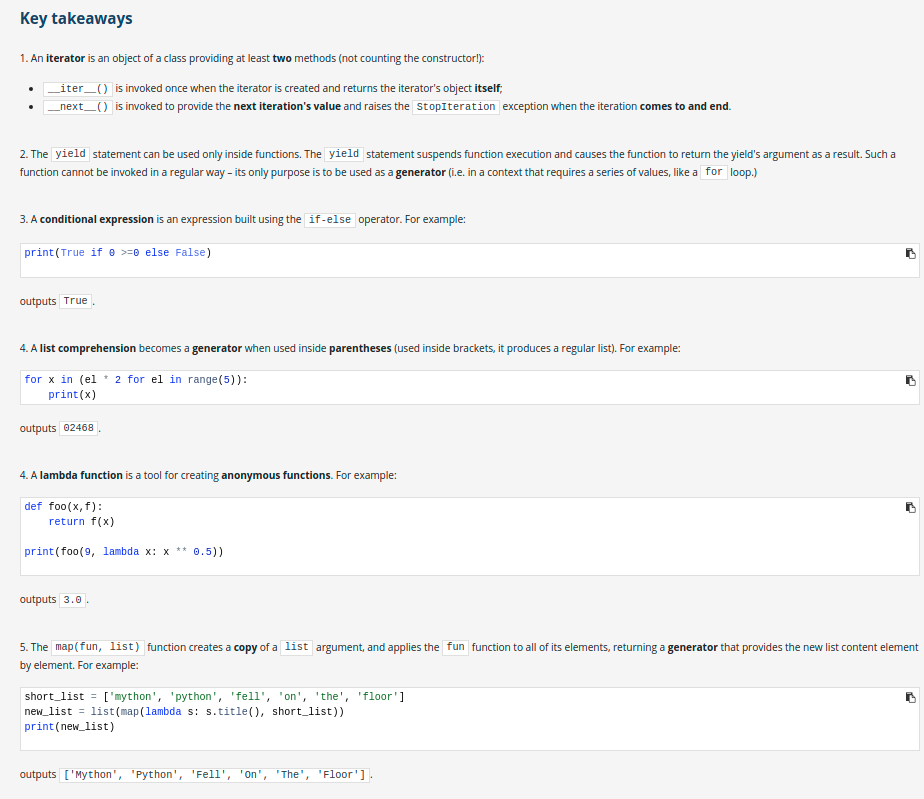 Key takeaways
1. An iterator is an object of a class providing at least two methods (not counting the constructor!):
• __iter__() is invoked once when the iterator is created and returns the iterator's object itself;
• __next__() is invoked to provide the next iteration's value and raises the StopIteration exception when the iteration comes to and end.
2. The yield statement can be used only inside functions. The yield statement suspends function execution and causes the function to return the yield's argument as a result. Such a
function cannot be invoked in a regular way – its only purpose is to be used as a generator (i.e. in a context that requires a series of values, like a for loop.)
3. A conditional expression is an expression built using the if-else operator. For example:
print(True if 0 >=0 else False)
outputs True.
4. A list comprehension becomes a generator when used inside parentheses (used inside brackets, it produces a regular list). For example:
for x in (el * 2 for el in range(5)):
    print(x)
outputs 02468.
4. A lambda function is a tool for creating anonymous functions. For example:
def foo(x,f):
    return f(x)
print(foo(9, lambda x: x ** 0.5))
outputs 3.0.
5. The map(fun, list) function creates a copy of a list argument, and applies the fun function to all of its elements, returning a generator that provides the new list content element
by element. For example:
short_list = ['mython', 'python', 'fell', 'on', 'the', 'floor']
new_list = list(map(lambda s: s.title(), short_list))
print(new_list)
outputs ['Mython', 'Python', 'Fell', 'On', 'The', 'Floor'].